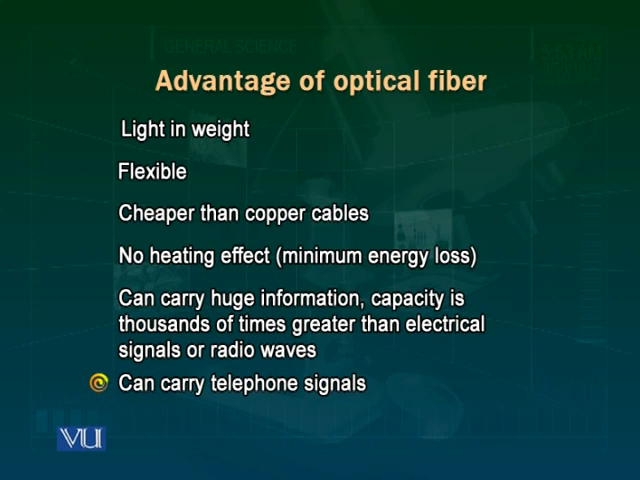 GENERAL SCIENCE
Advantage of optical fiber
Light in weight
Flexible
Cheaper than copper cables
No heating effect (minimum energy loss)
Can carry huge information, capacity is
thousands of times greater than electrical
signals or radio waves
Can carry telephone signals
VU